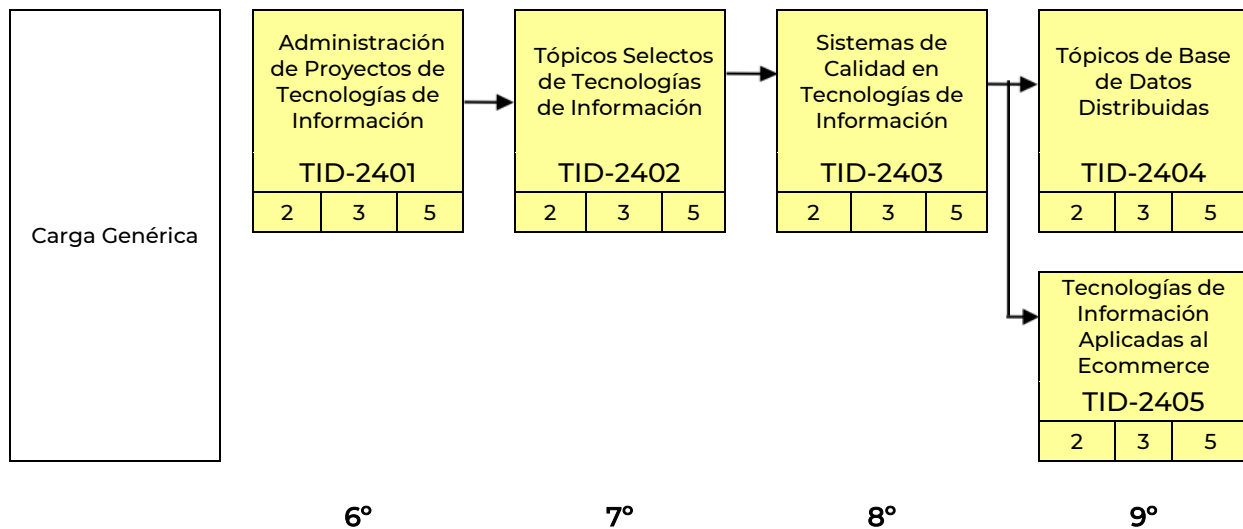 Carga Genérica
Administración
de Proyectos de
Tecnologías de
Información
TID-2401
2 3 5
Tópicos Selectos
de Tecnologías
de Información
TID-2402
2 3 5
Sistemas de
Calidad en
Tecnologías de
Información
TID-2403
2 3 5
Tópicos de Base
de Datos
Distribuidas
TID-2404
2 3 5
Tecnologías de
Información
Aplicadas al
Ecommerce
TID-2405
2 3 5
6º 7º 8º 9º